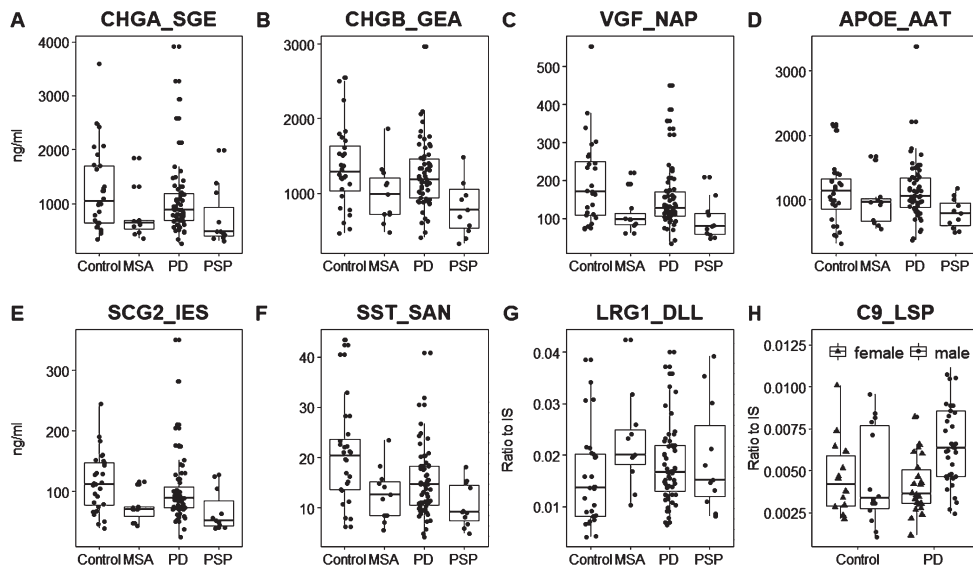 A CHGA_SGE
ng/ml
4000
3000
2000
1000
Control MSA PD PSP
B CHGB_GEA
3000
2000
1000
Control MSA PD PSP
C VGF_NAP
500
400
300
200
100
Control MSA PD PSP
D APOE_AAT
3000
2000
1000
Control MSA PD PSP
E SCG2_IES
ng/ml
300
200
100
Control MSA PD PSP
F SST_SAN
40
30
20
10
Control MSA PD PSP
G LRG1_DLL
Ratio to IS
0.04
0.03
0.02
0.01
Control MSA PD PSP
H C9_LSP
Ratio to IS
female male
0.0125
0.0100
0.0075
0.0050
0.0025
Control PD